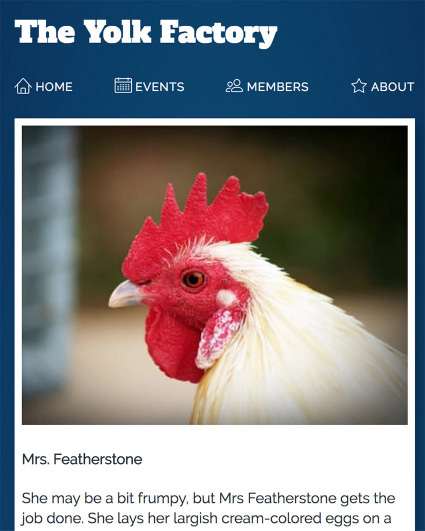 The Yolk Factory
HOME EVENTS MEMBERS ABOUT
Mrs. Featherstone
She may be a bit frumpy, but Mrs Featherstone gets the
job done. She lays her largish cream-colored eggs on a